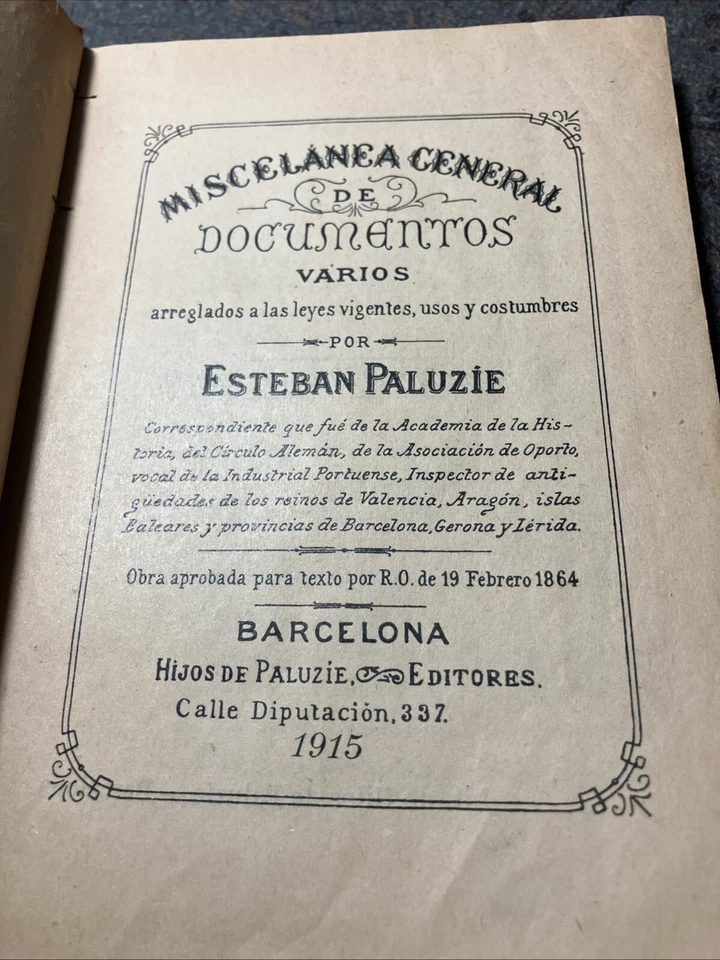 MISCELÁNEA GENERAL
DE
DOCUMENTOS
VARIOS
arreglados a las leyes vigentes, usos y costumbres
POR
ESTEBAN PALUZÍE
Correspondiente que fué de la Academia de la His-
toria, del Círculo Alemán, de la Asociación de Oporto,
vocal de la Industrial Portuense, Inspector de anti-
güedades de los reinos de Valencia, Aragón, islas
Baleares y provincias de Barcelona, Gerona y Lérida.
Obra aprobada para texto por R.O. de 19 Febrero 1864
BARCELONA
HIJOS DE PALUZÍE, EDITORES.
Calle Diputación, 337.
1915